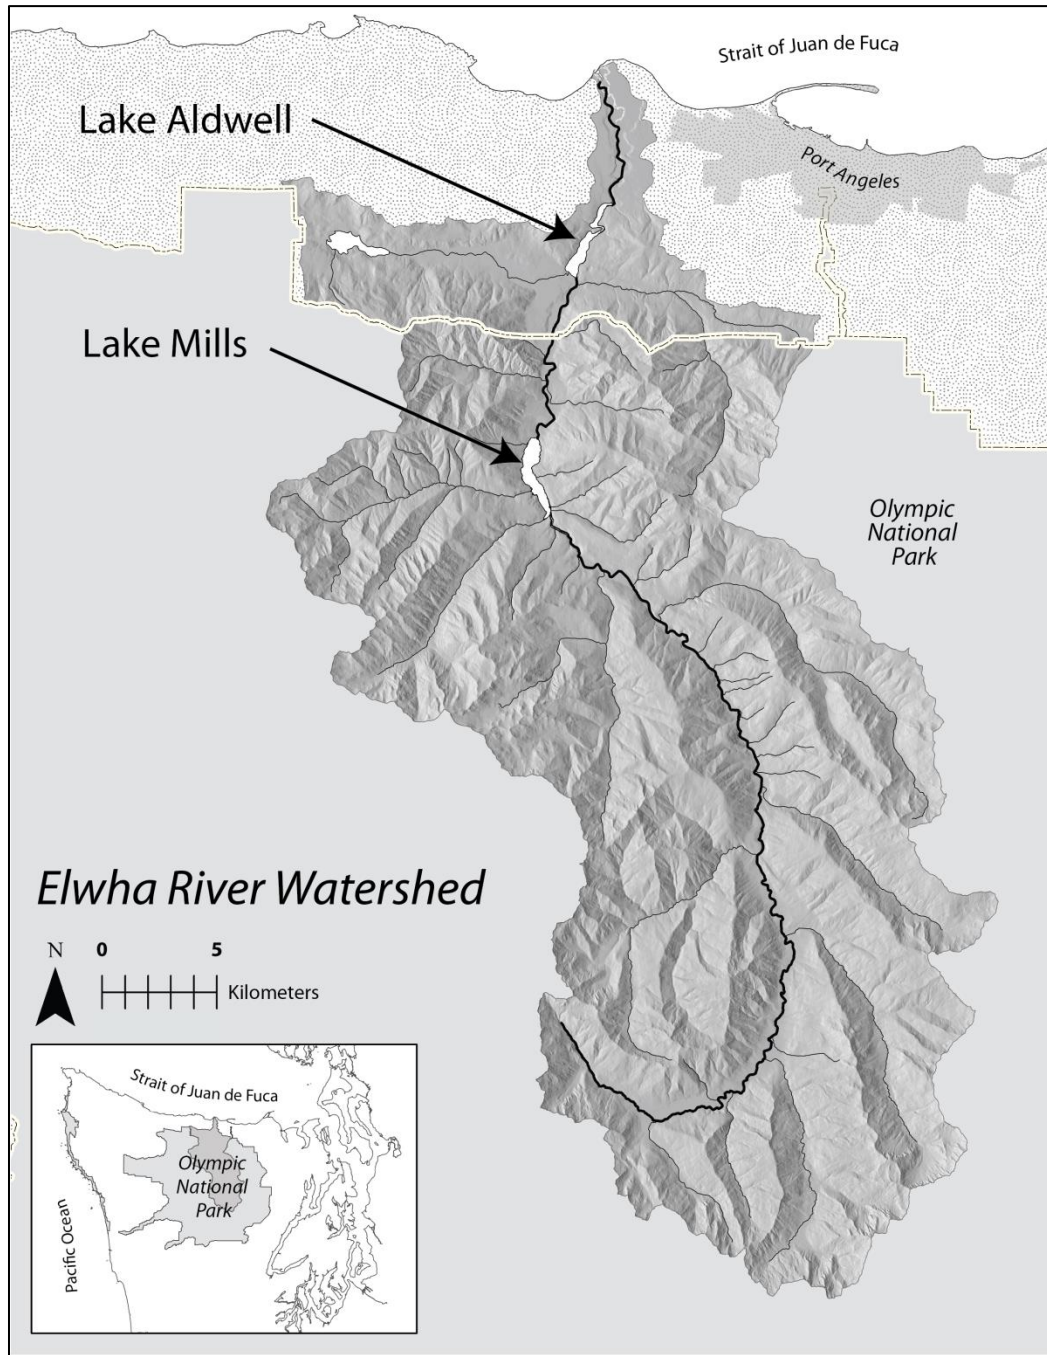 Strait of Juan de Fuca
Lake Aldwell
Port Angeles
Lake Mills
Olympic
National
Park
Elwha River Watershed
N
0 5
Kilometers
Strait of Juan de Fuca
Olympic
National
Park
Pacific Ocean